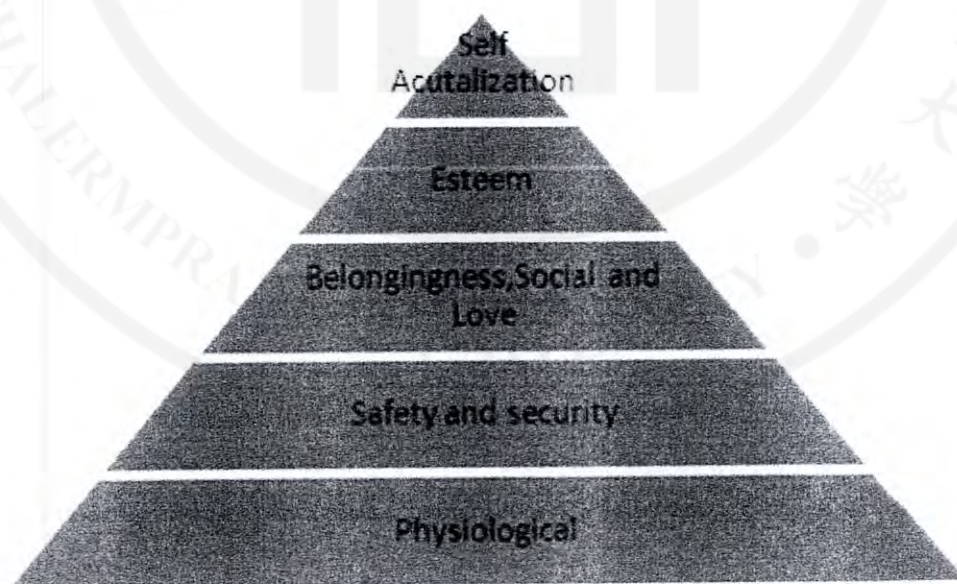 Self
Acutalization
Esteem
Belongingness,Social and
Love
Safety and security
Physiological